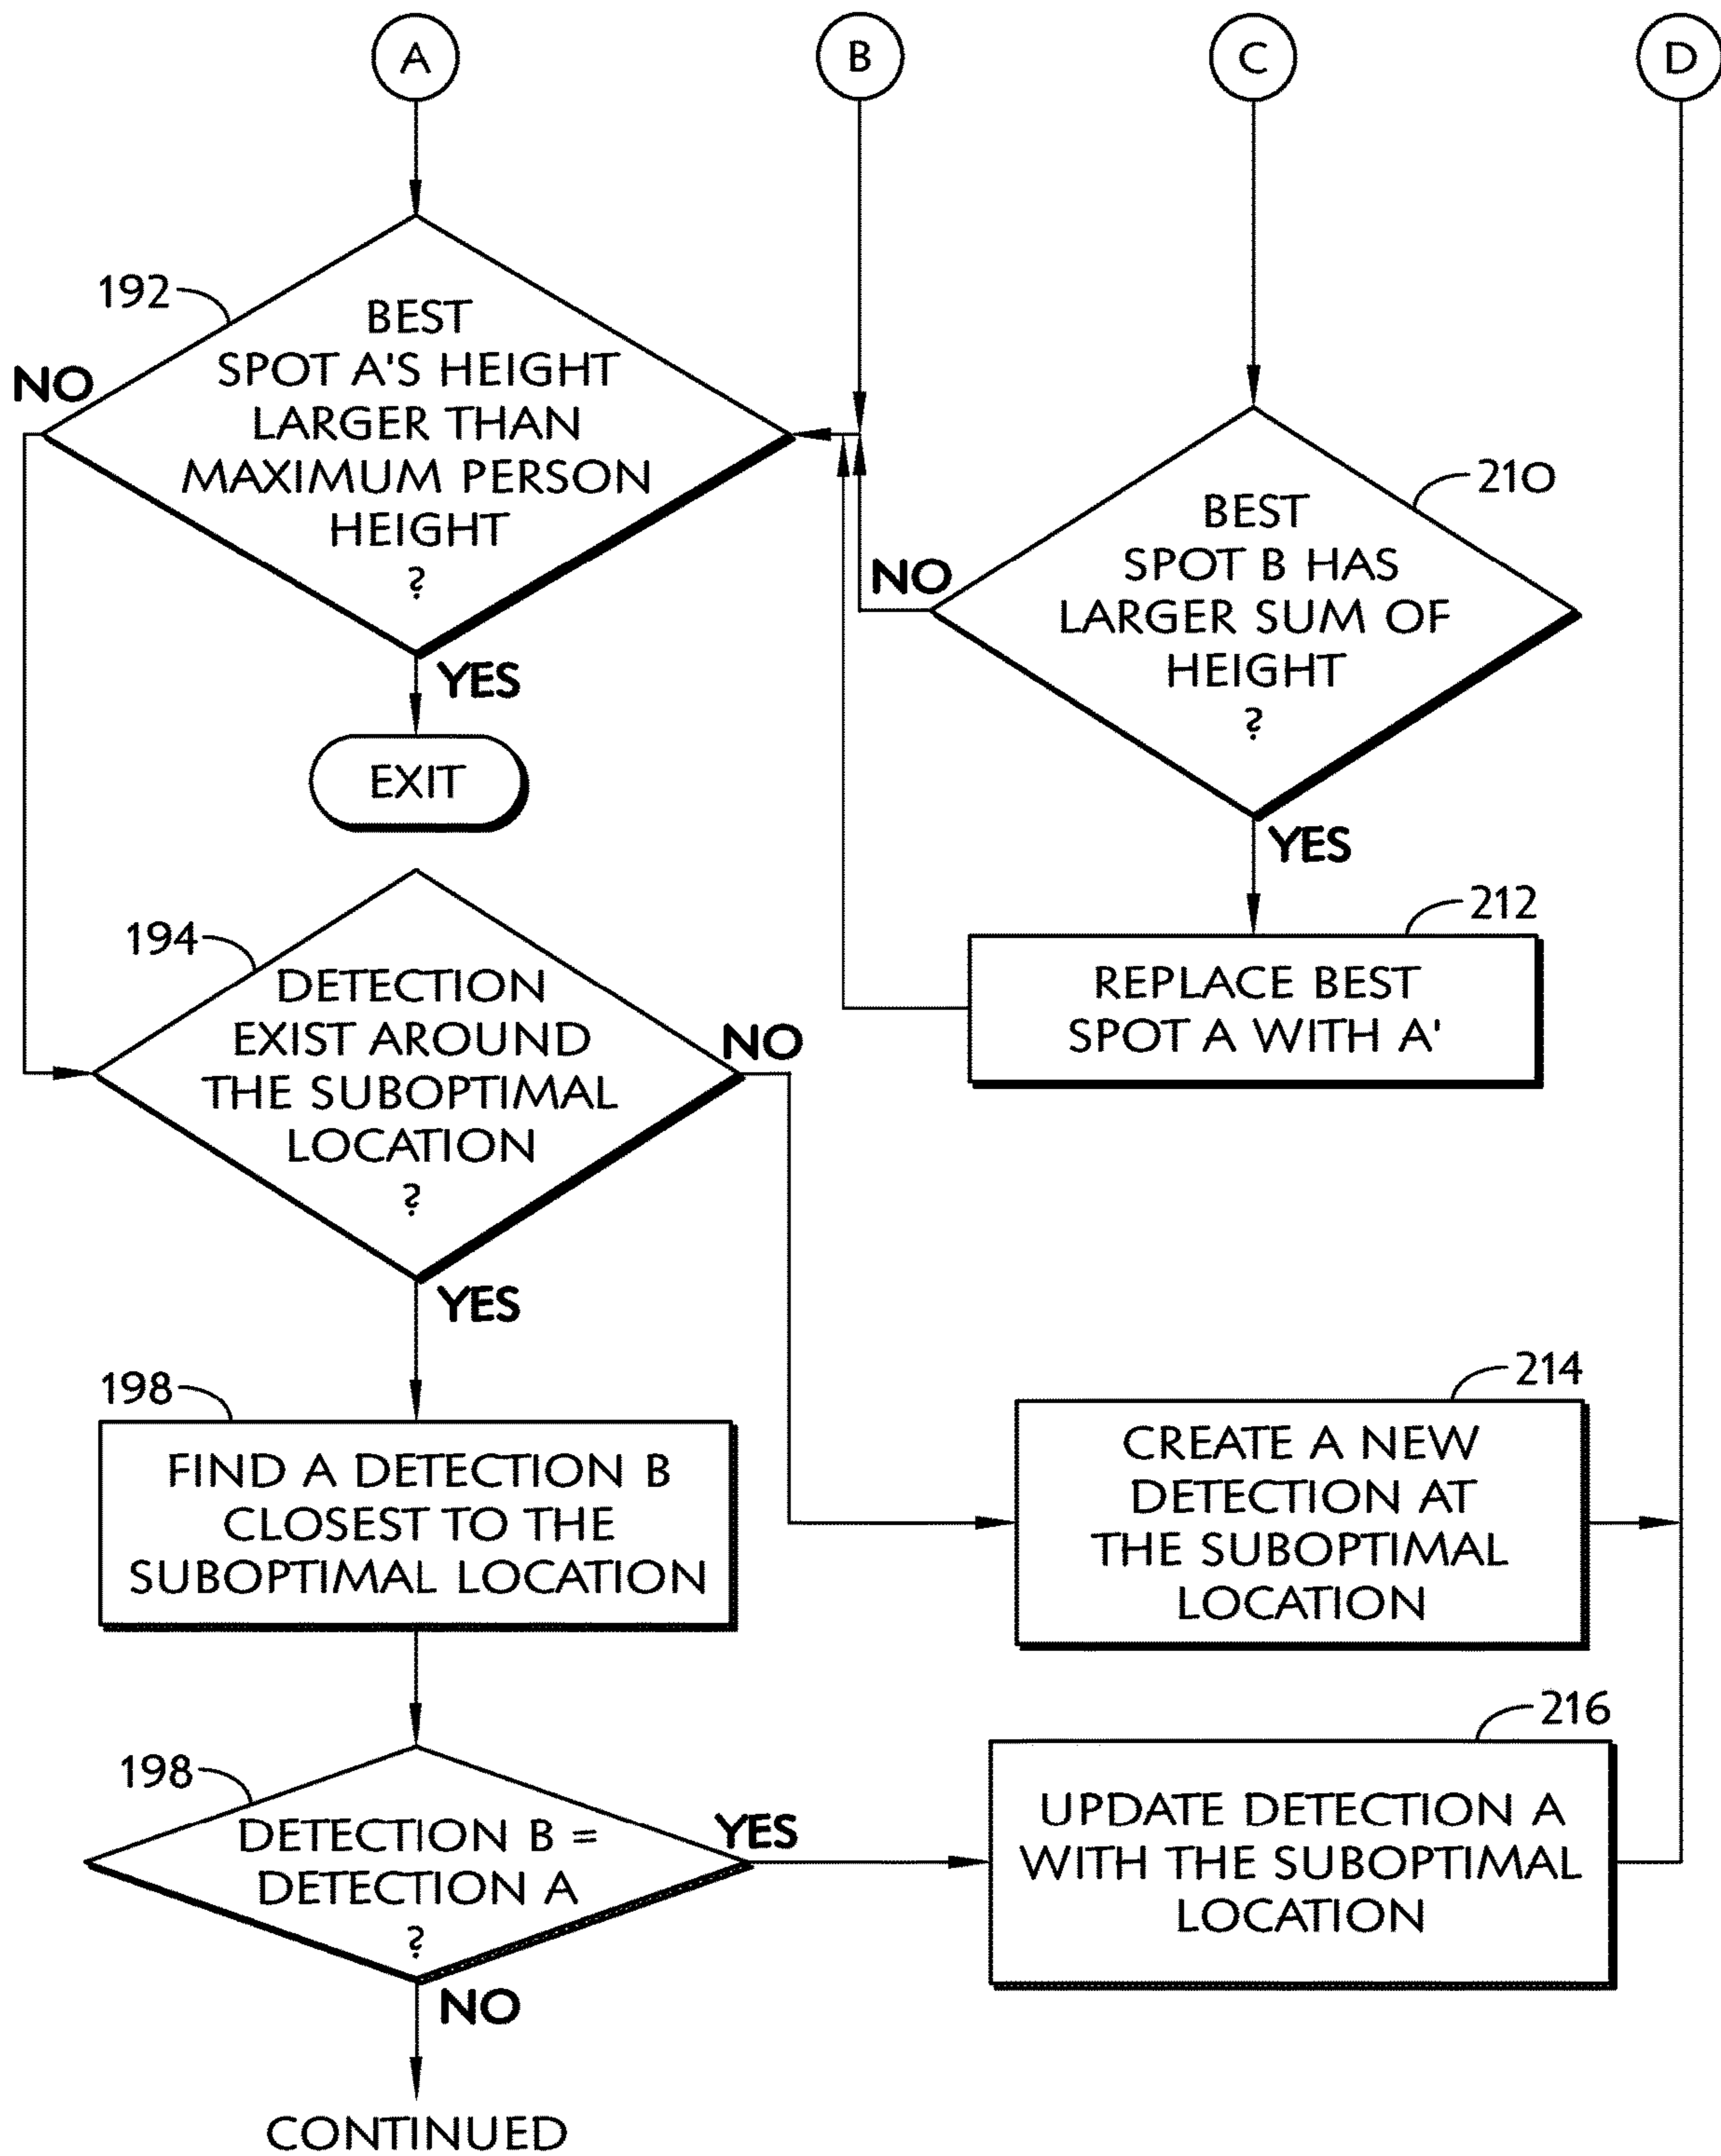 A
B
C
D
192
BEST
SPOT A'S HEIGHT
LARGER THAN
MAXIMUM PERSON
HEIGHT
?
NO
YES
EXIT
210
BEST
SPOT B HAS
LARGER SUM OF
HEIGHT
?
NO
YES
212
REPLACE BEST
SPOT A WITH A'
194
DETECTION
EXIST AROUND
THE SUBOPTIMAL
LOCATION
?
NO
YES
198
FIND A DETECTION B
CLOSEST TO THE
SUBOPTIMAL LOCATION
214
CREATE A NEW
DETECTION AT
THE SUBOPTIMAL
LOCATION
198
DETECTION B =
DETECTION A
?
YES
NO
216
UPDATE DETECTION A
WITH THE SUBOPTIMAL
LOCATION
CONTINUED